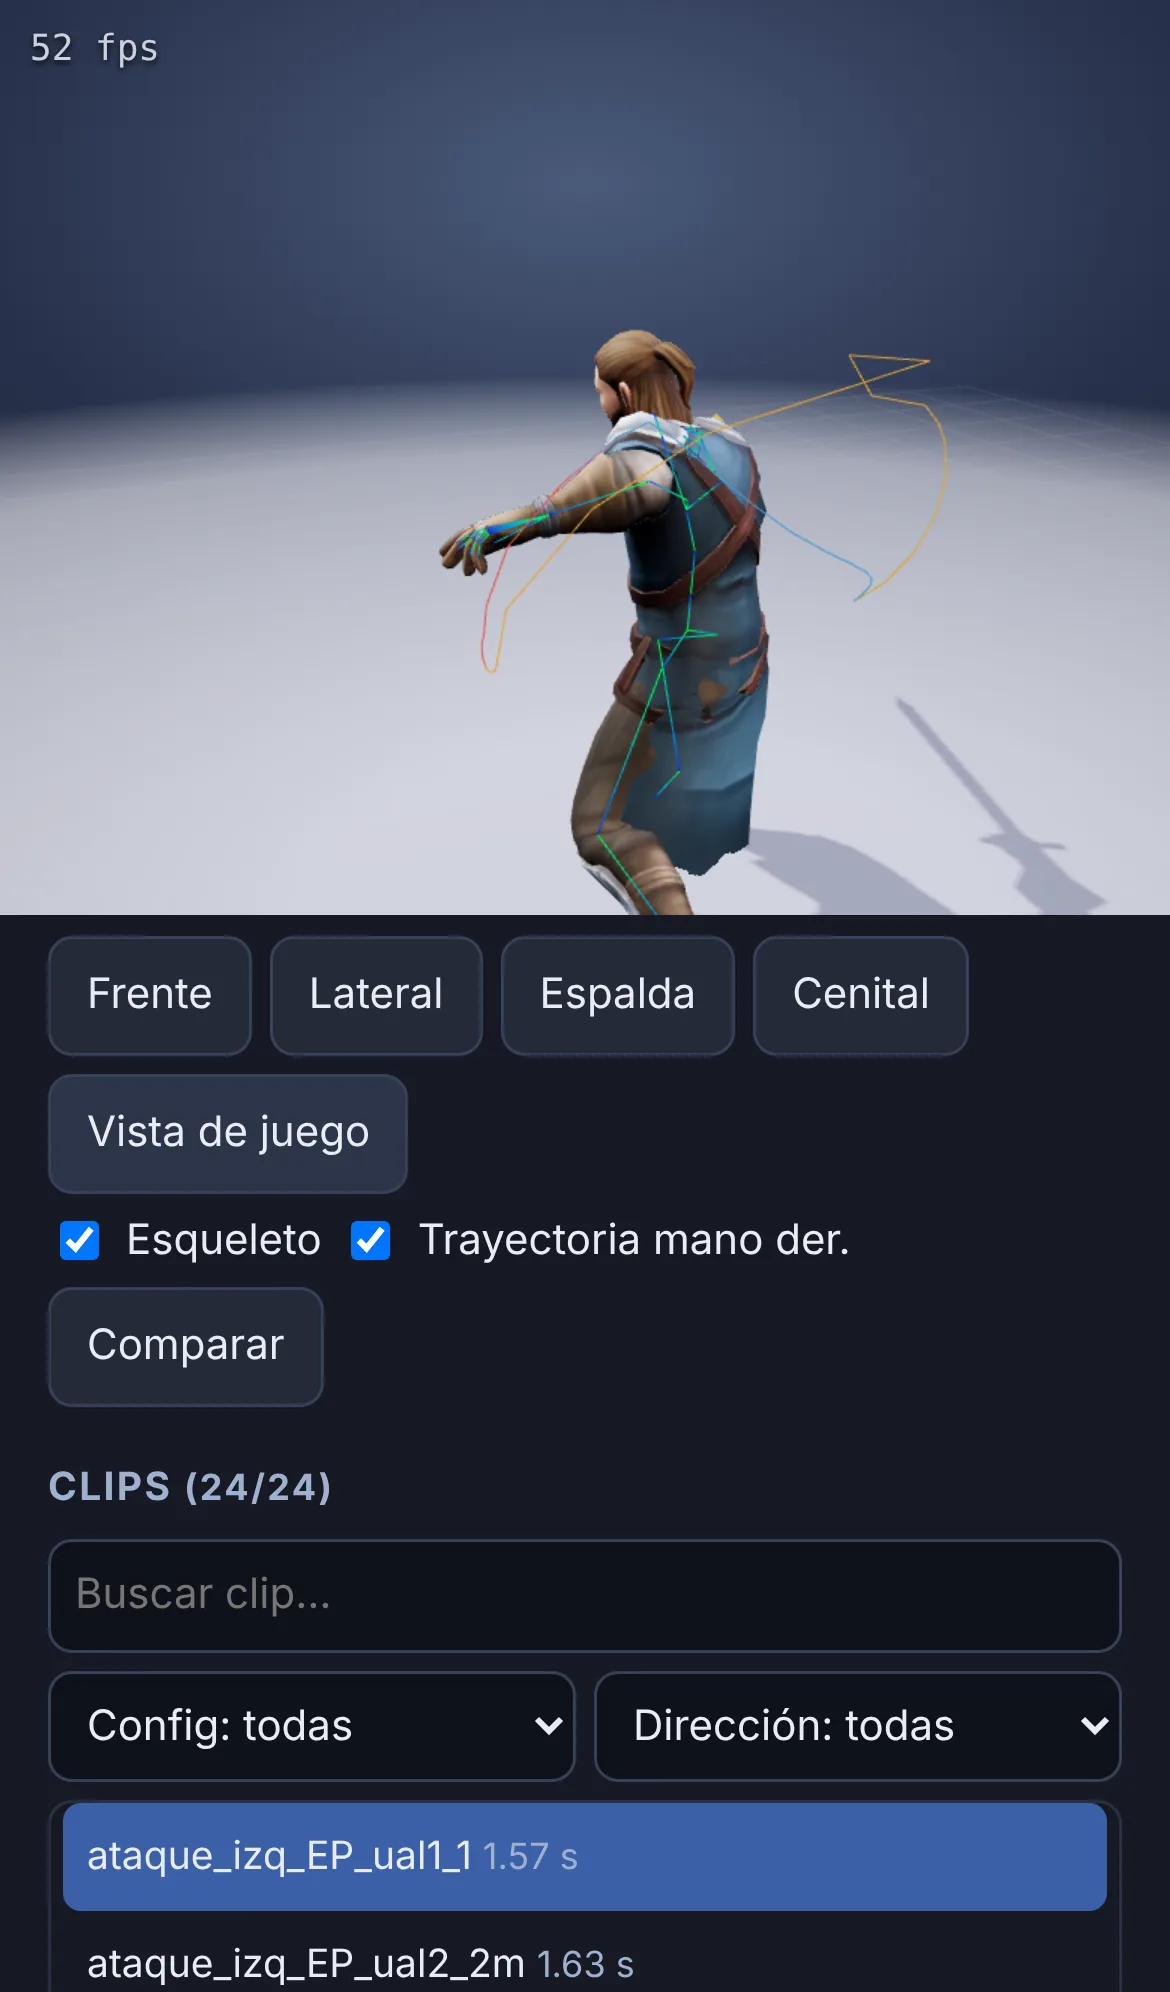 52 fps
Frente Lateral Espalda Cenital
Vista de juego
Esqueleto Trayectoria mano der.
Comparar
CLIPS (24/24)
Buscar clip...
Config: todas Dirección: todas
ataque_izq_EP_ual1_1 1.57 s
ataque_izq_EP_ual2_2m 1.63 s